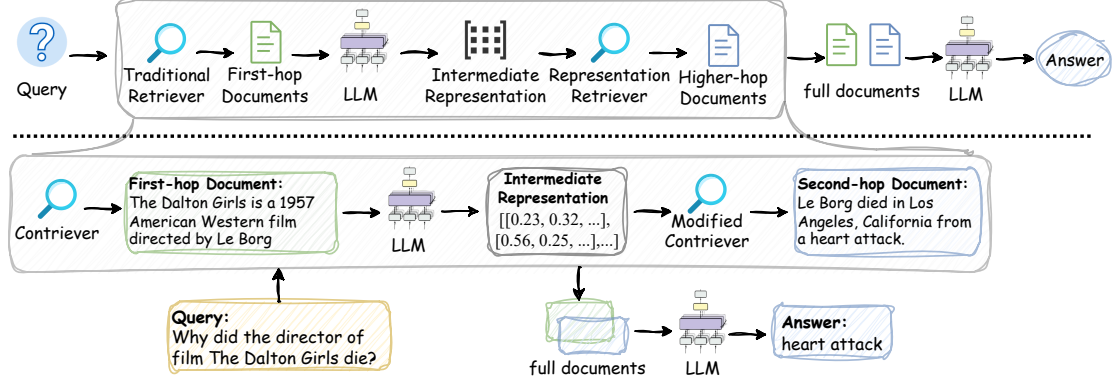 ?
Query
Traditional
Retriever
First-hop
Documents
LLM
Intermediate
Representation
Representation
Retriever
Higher-hop
Documents
full documents
LLM
Answer
Contriever
First-hop Document:
The Dalton Girls is a 1957
American Western film
directed by Le Borg
LLM
Intermediate
Representation
[[0.23, 0.32, ...],
[0.56, 0.25, ...],...]
Modified
Contriever
Second-hop Document:
Le Borg died in Los
Angeles, California from
a heart attack.
Query:
Why did the director of
film The Dalton Girls die?
full documents
LLM
Answer:
heart attack